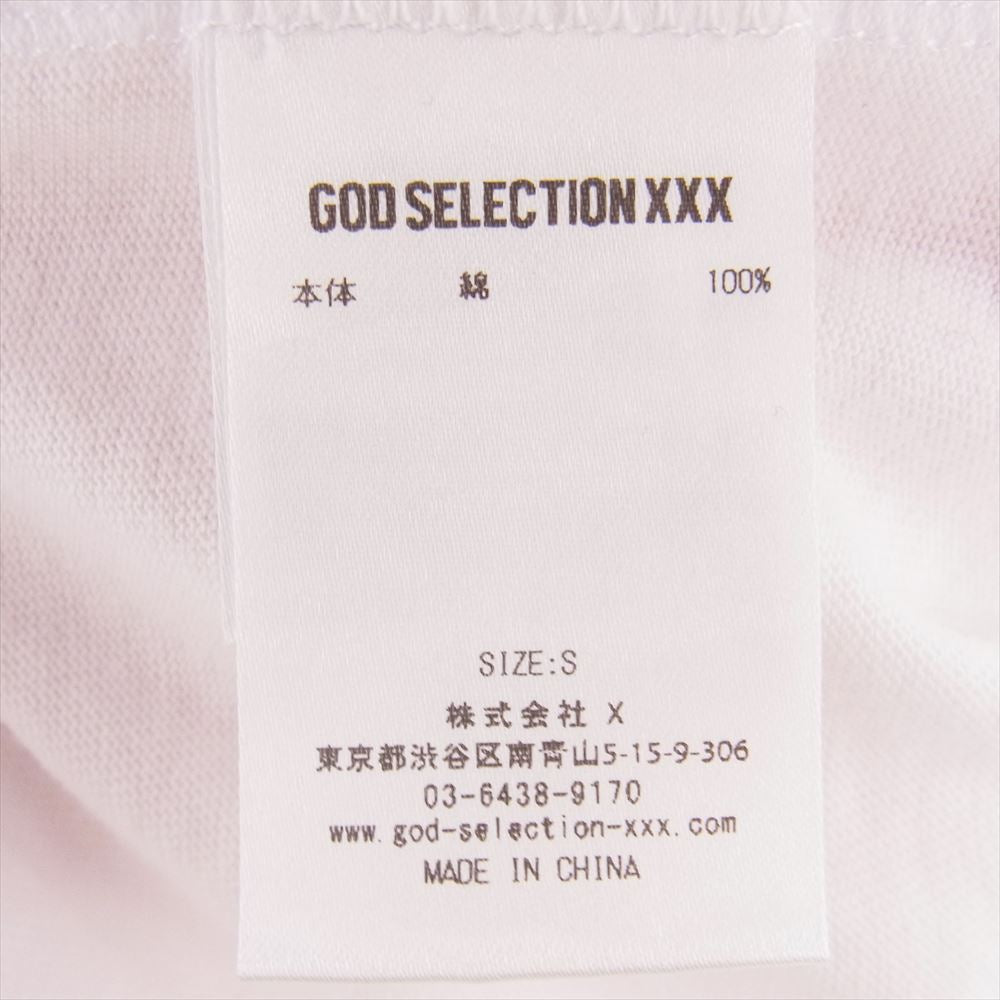 GOD SELECTION XXX
本体 綿 100%
SIZE:S
株式会社 X
東京都渋谷区南青山5-15-9-306
03-6438-9170
www.god-selection-xxx.com
MADE IN CHINA